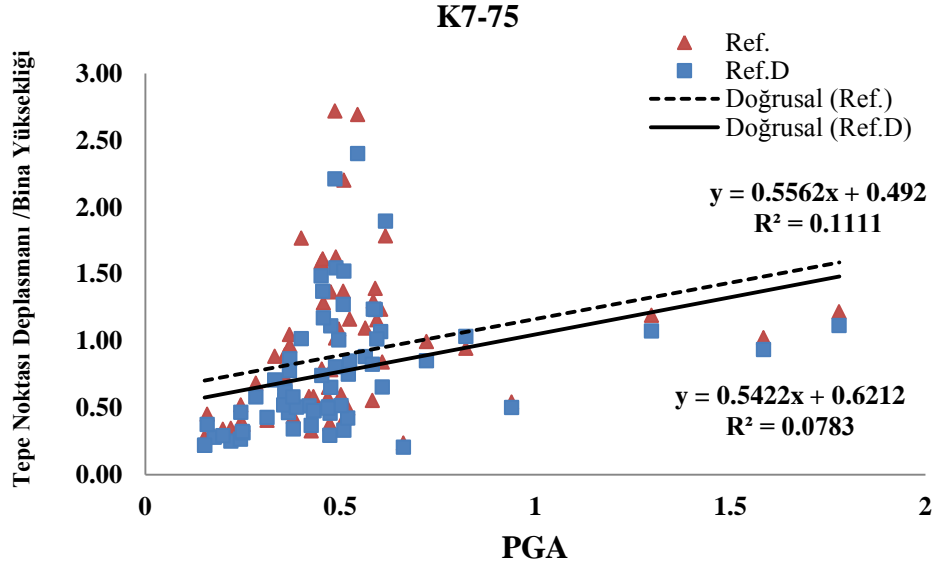 K7-75
Ref.
Ref.D
Doğrusal (Ref.)
Doğrusal (Ref.D)
Tepe Noktası Deplasmanı /Bina Yüksekliği
3.00
2.50
2.00
1.50
1.00
0.50
0.00
y = 0.5562x + 0.492
R² = 0.1111
y = 0.5422x + 0.6212
R² = 0.0783
0 0.5 1 1.5 2
PGA